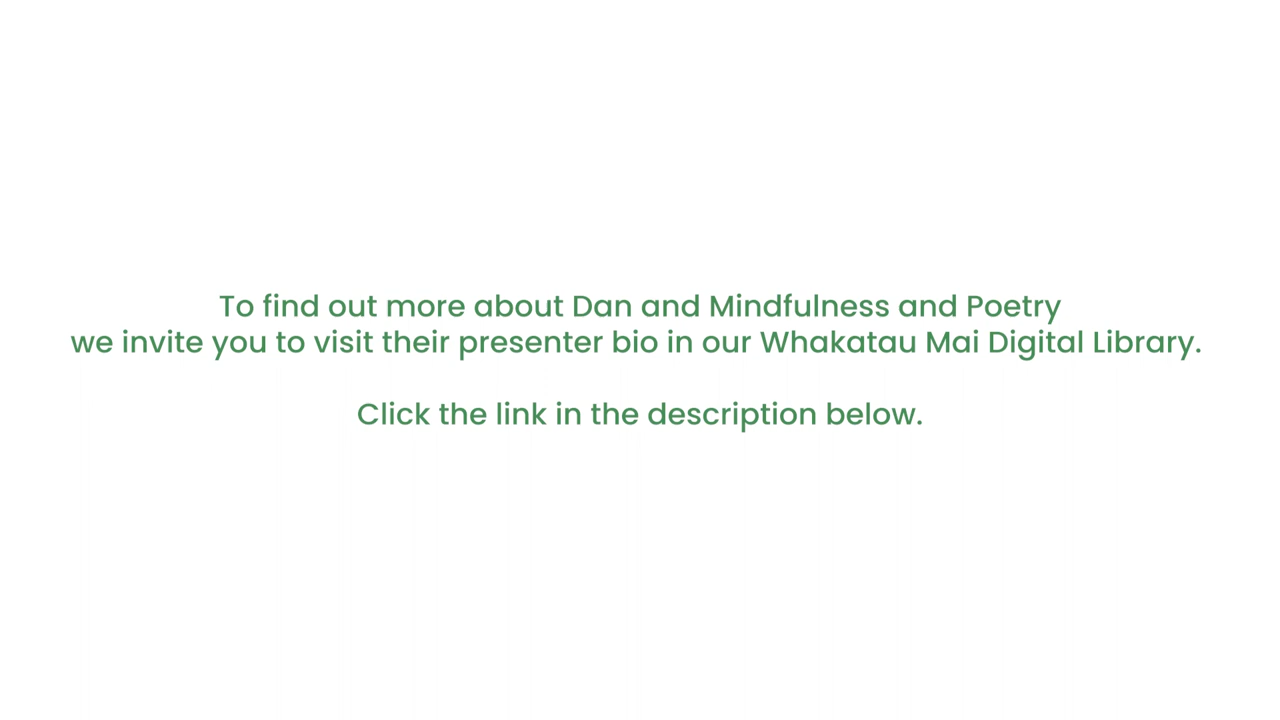 To find out more about Dan and Mindfulness and Poetry
we invite you to visit their presenter bio in our Whakatau Mai Digital Library.
Click the link in the description below.